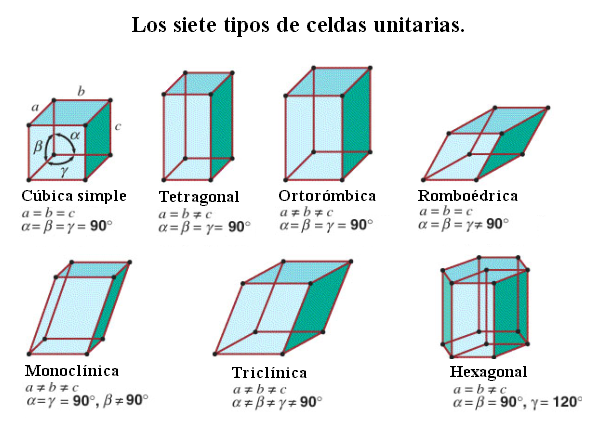 Los siete tipos de celdas unitarias.
a
b
c
β
α
γ
Cúbica simple
a = b = c
α = β = γ = 90°
Tetragonal
a = b ≠ c
α = β = γ = 90°
Ortorómbica
a ≠ b ≠ c
α = β = γ = 90°
Romboédrica
a = b = c
α = β = γ ≠ 90°
Monoclínica
a ≠ b ≠ c
α = γ = 90°, β ≠ 90°
Triclínica
a ≠ b ≠ c
α ≠ β ≠ γ ≠ 90°
Hexagonal
a = b ≠ c
α = β = 90°, γ = 120°